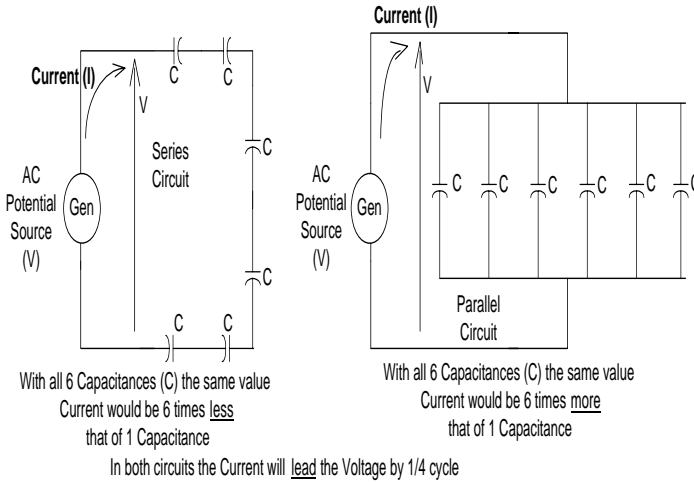 Current (I)
C
C
Current (I)
V
Series
Circuit
C
AC
Potential
Source
(V)
Gen
C
C
C
With all 6 Capacitances (C) the same value
Current would be 6 times less
that of 1 Capacitance
V
AC
Potential
Source
(V)
Gen
C
C
C
C
C
C
Parallel
Circuit
With all 6 Capacitances (C) the same value
Current would be 6 times more
that of 1 Capacitance
In both circuits the Current will lead the Voltage by 1/4 cycle